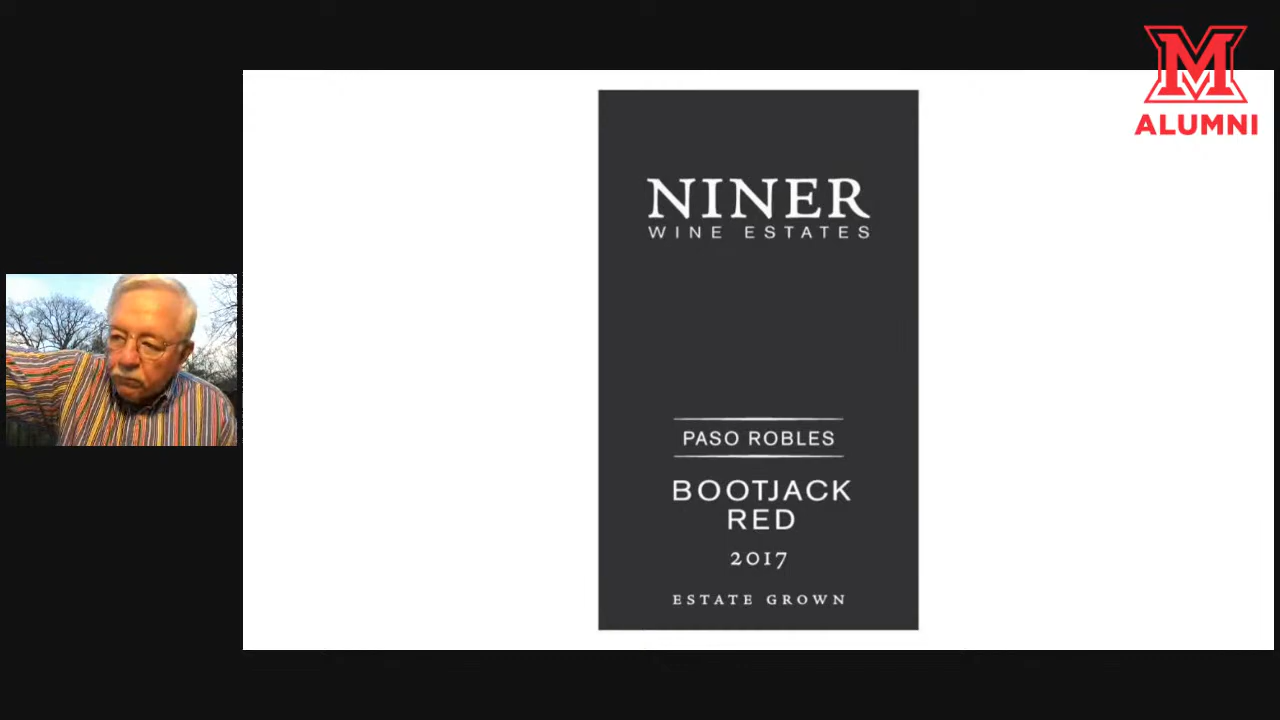 M
ALUMNI
NINER
WINE ESTATES
PASO ROBLES
BOOTJACK
RED
2017
ESTATE GROWN